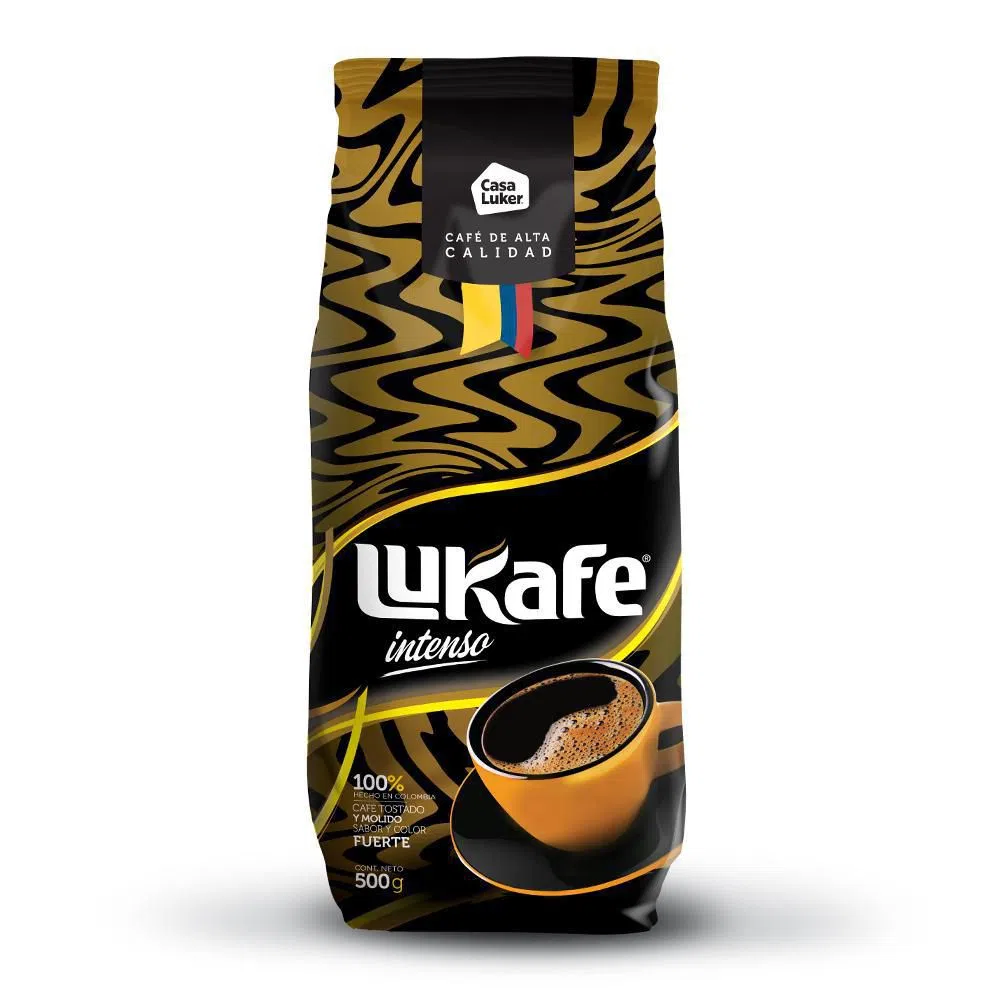 Casa
Luker
CAFÉ DE ALTA
CALIDAD
LUKafe®
intenso
100%
HECHO EN COLOMBIA
CAFE TOSTADO
Y MOLIDO
SABOR Y COLOR
FUERTE
CONT. NETO
500g